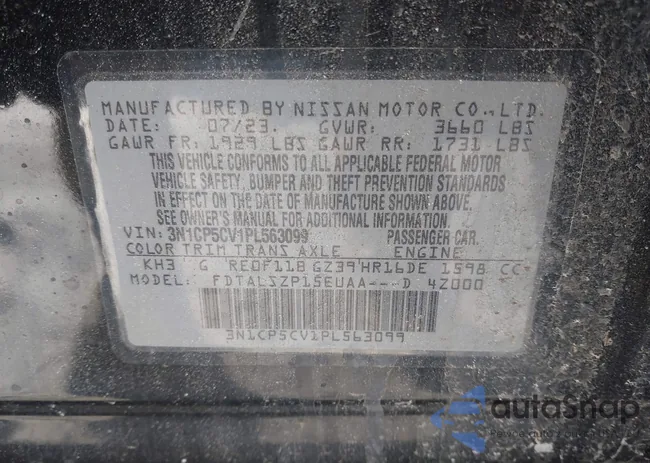 MANUFACTURED BY NISSAN MOTOR CO.,LTD.
DATE: 07/23. GVWR: 3660 LBS
GAWR FR: 1929 LBS GAWR RR: 1731 LBS
THIS VEHICLE CONFORMS TO ALL APPLICABLE FEDERAL MOTOR
VEHICLE SAFETY, BUMPER AND THEFT PREVENTION STANDARDS
IN EFFECT ON THE DATE OF MANUFACTURE SHOWN ABOVE.
SEE OWNER'S MANUAL FOR ADDITIONAL INFORMATION.
VIN: 3N1CP5CV1PL563099 PASSENGER CAR.
COLOR TRIM TRANS AXLE ENGINE
KH3 G RE0F11B GZ39 HR16DE 1598 CC
MODEL: FDTALSZP15EUAA---D 4Z000
3N1CP5CV1PL563099
autoSnap